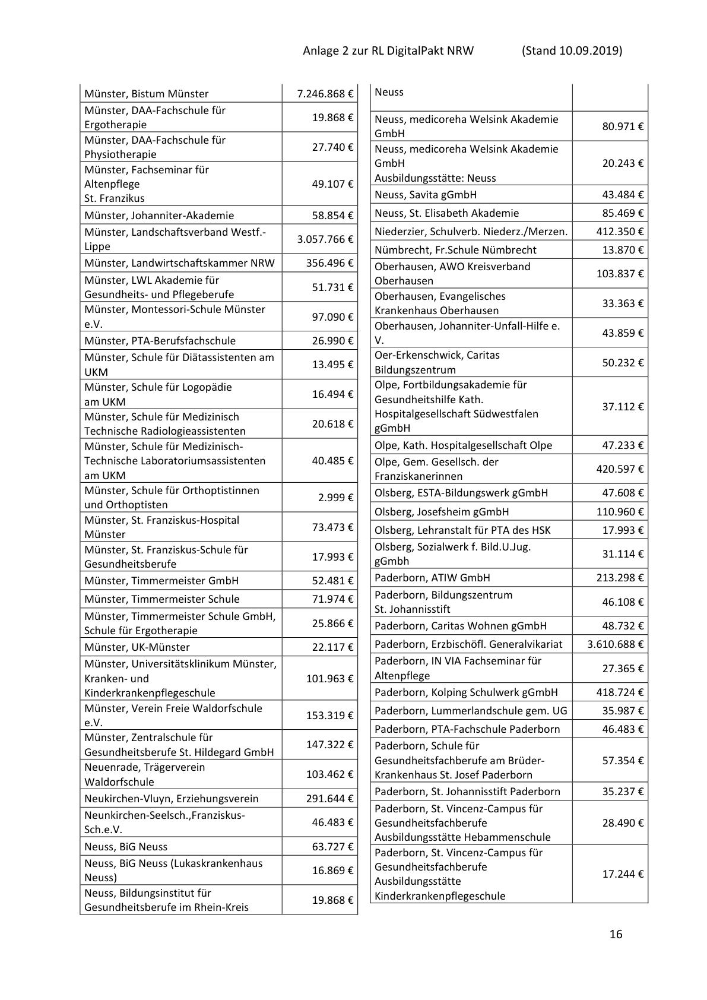 Anlage 2 zur RL DigitalPakt NRW (Stand 10.09.2019)
Münster, Bistum Münster 7.246.868 €
Münster, DAA-Fachschule für
Ergotherapie 19.868 €
Münster, DAA-Fachschule für
Physiotherapie 27.740 €
Münster, Fachseminar für
Altenpflege 49.107 €
St. Franzikus
Münster, Johanniter-Akademie 58.854 €
Münster, Landschaftsverband Westf.-
Lippe 3.057.766 €
Münster, Landwirtschaftskammer NRW 356.496 €
Münster, LWL Akademie für
Gesundheits- und Pflegeberufe 51.731 €
Münster, Montessori-Schule Münster
e.V. 97.090 €
Münster, PTA-Berufsfachschule 26.990 €
Münster, Schule für Diätassistenten am
UKM 13.495 €
Münster, Schule für Logopädie
am UKM 16.494 €
Münster, Schule für Medizinisch
Technische Radiologieassistenten 20.618 €
Münster, Schule für Medizinisch-
Technische Laboratoriumsassistenten 40.485 €
am UKM
Münster, Schule für Orthoptistinnen
und Orthoptisten 2.999 €
Münster, St. Franziskus-Hospital
Münster 73.473 €
Münster, St. Franziskus-Schule für
Gesundheitsberufe 17.993 €
Münster, Timmermeister GmbH 52.481 €
Münster, Timmermeister Schule 71.974 €
Münster, Timmermeister Schule GmbH,
Schule für Ergotherapie 25.866 €
Münster, UK-Münster 22.117 €
Münster, Universitätsklinikum Münster,
Kranken- und 101.963 €
Kinderkrankenpflegeschule
Münster, Verein Freie Waldorfschule
e.V. 153.319 €
Münster, Zentralschule für
Gesundheitsberufe St. Hildegard GmbH 147.322 €
Neuenrade, Trägerverein
Waldorfschule 103.462 €
Neukirchen-Vluyn, Erziehungsverein 291.644 €
Neunkirchen-Seelsch.,Franziskus-
Sch.e.V. 46.483 €
Neuss, BiG Neuss 63.727 €
Neuss, BiG Neuss (Lukaskrankenhaus
Neuss) 16.869 €
Neuss, Bildungsinstitut für
Gesundheitsberufe im Rhein-Kreis 19.868 €
Neuss
Neuss, medicoreha Welsink Akademie
GmbH 80.971 €
Neuss, medicoreha Welsink Akademie
GmbH 20.243 €
Ausbildungsstätte: Neuss
Neuss, Savita gGmbH 43.484 €
Neuss, St. Elisabeth Akademie 85.469 €
Niederzier, Schulverb. Niederz./Merzen. 412.350 €
Nümbrecht, Fr.Schule Nümbrecht 13.870 €
Oberhausen, AWO Kreisverband
Oberhausen 103.837 €
Oberhausen, Evangelisches
Krankenhaus Oberhausen 33.363 €
Oberhausen, Johanniter-Unfall-Hilfe e.
V. 43.859 €
Oer-Erkenschwick, Caritas
Bildungszentrum 50.232 €
Olpe, Fortbildungsakademie für
Gesundheitshilfe Kath.
Hospitalgesellschaft Südwestfalen 37.112 €
gGmbH
Olpe, Kath. Hospitalgesellschaft Olpe 47.233 €
Olpe, Gem. Gesellsch. der
Franziskanerinnen 420.597 €
Olsberg, ESTA-Bildungswerk gGmbH 47.608 €
Olsberg, Josefsheim gGmbH 110.960 €
Olsberg, Lehranstalt für PTA des HSK 17.993 €
Olsberg, Sozialwerk f. Bild.U.Jug.
gGmbh 31.114 €
Paderborn, ATIW GmbH 213.298 €
Paderborn, Bildungszentrum
St. Johannisstift 46.108 €
Paderborn, Caritas Wohnen gGmbH 48.732 €
Paderborn, Erzbischöfl. Generalvikariat 3.610.688 €
Paderborn, IN VIA Fachseminar für
Altenpflege 27.365 €
Paderborn, Kolping Schulwerk gGmbH 418.724 €
Paderborn, Lummerlandschule gem. UG 35.987 €
Paderborn, PTA-Fachschule Paderborn 46.483 €
Paderborn, Schule für
Gesundheitsfachberufe am Brüder- 57.354 €
Krankenhaus St. Josef Paderborn
Paderborn, St. Johannisstift Paderborn 35.237 €
Paderborn, St. Vincenz-Campus für
Gesundheitsfachberufe 28.490 €
Ausbildungsstätte Hebammenschule
Paderborn, St. Vincenz-Campus für
Gesundheitsfachberufe
Ausbildungsstätte 17.244 €
Kinderkrankenpflegeschule
16